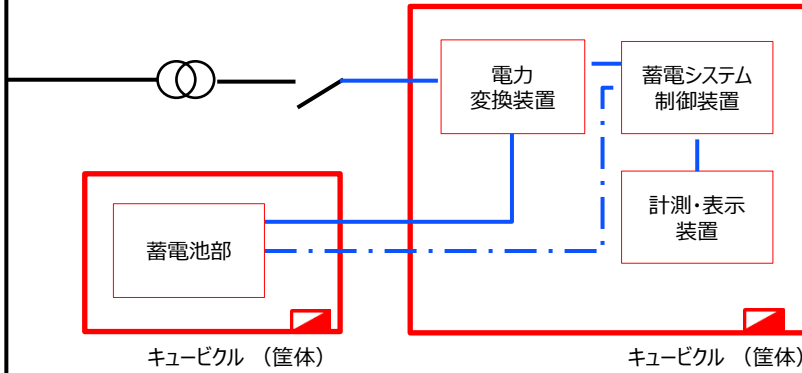 電力
変換装置
蓄電システム
制御装置
計測・表示
装置
蓄電池部
キュービクル （筐体）
キュービクル （筐体）